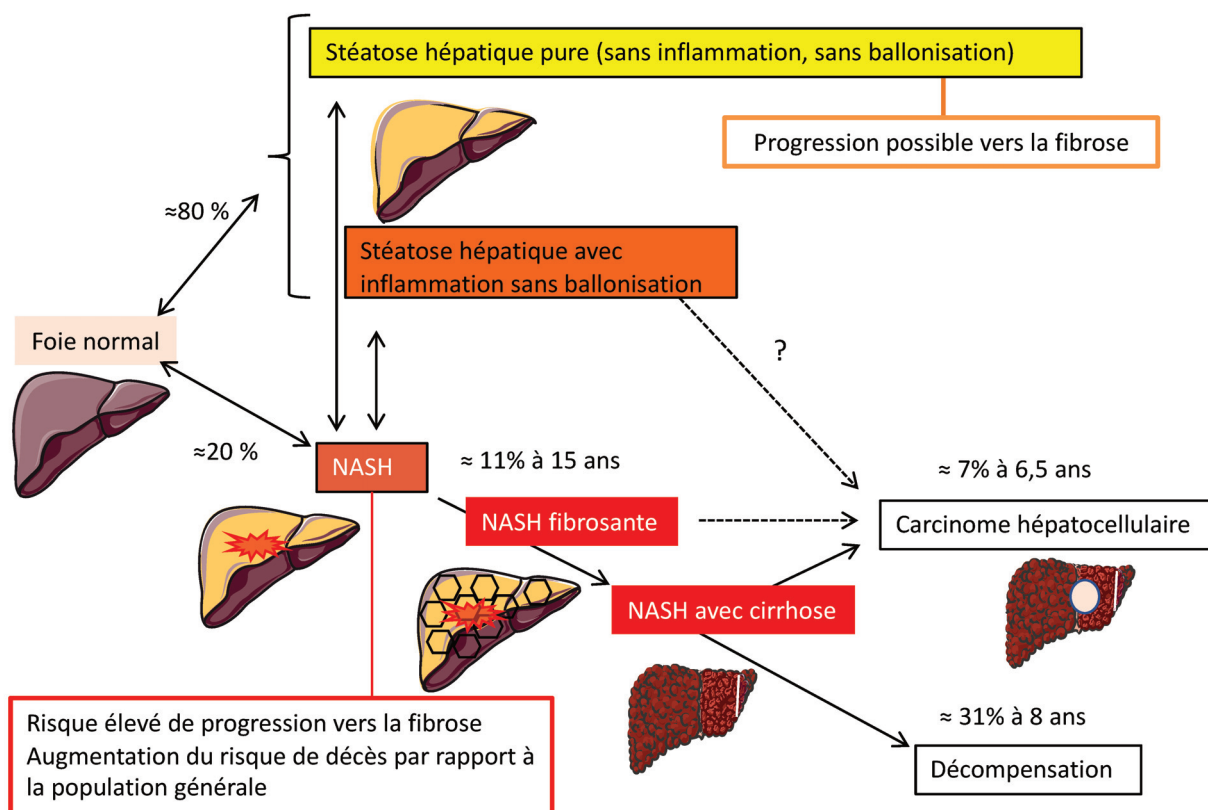 Stéatose hépatique pure (sans inflammation, sans ballonisation)
Progression possible vers la fibrose
≈80 %
Stéatose hépatique avec
inflammation sans ballonisation
Foie normal
?
≈20 %
NASH
≈ 11% à 15 ans
≈ 7% à 6,5 ans
NASH fibrosante
Carcinome hépatocellulaire
NASH avec cirrhose
Risque élevé de progression vers la fibrose
Augmentation du risque de décès par rapport à
la population générale
≈ 31% à 8 ans
Décompensation